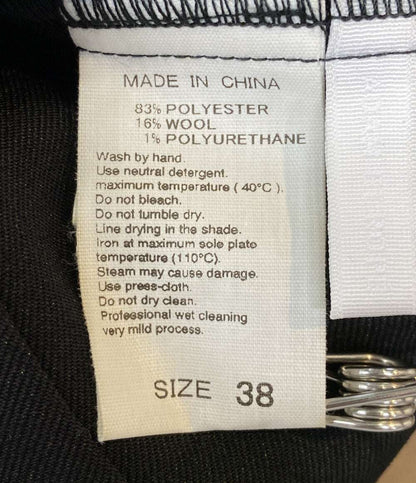 MADE IN CHINA
83% POLYESTER
16% WOOL
1% POLYURETHANE
Wash by hand.
Use neutral detergent.
maximum temperature ( 40°C ).
Do not bleach.
Do not tumble dry.
Line drying in the shade.
Iron at maximum sole plato
temperature (110°C).
Steam may cause damage.
Use press-cloth.
Do not dry clean.
Professional wet cleaning
very mild process.
SIZE 38